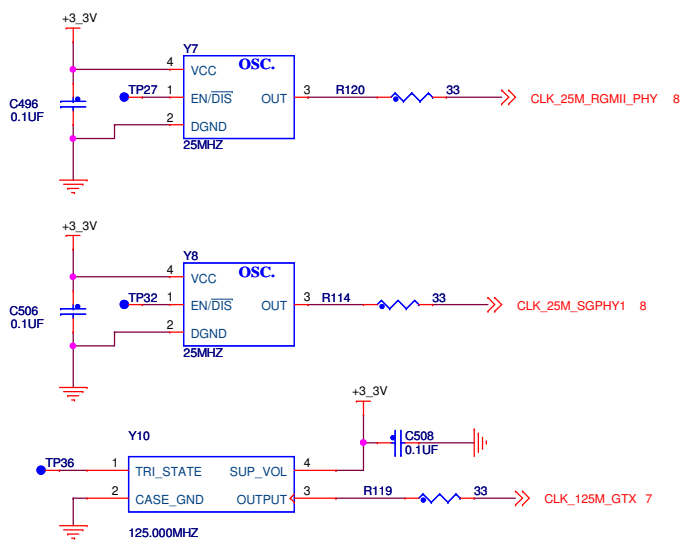 +3_3V
Y7
4 VCC OSC.
C496 TP27 1 EN/DIS OUT 3 R120 33 CLK_25M_RGMII_PHY 8
0.1UF
2 DGND
25MHZ
+3_3V
Y8
4 VCC OSC.
C506 TP32 1 EN/DIS OUT 3 R114 33 CLK_25M_SGPHY1 8
0.1UF
2 DGND
25MHZ
+3_3V
Y10 C508
0.1UF
TP36 1 TRI_STATE SUP_VOL 4
2 CASE_GND OUTPUT 3 R119 33 CLK_125M_GTX 7
125.000MHZ